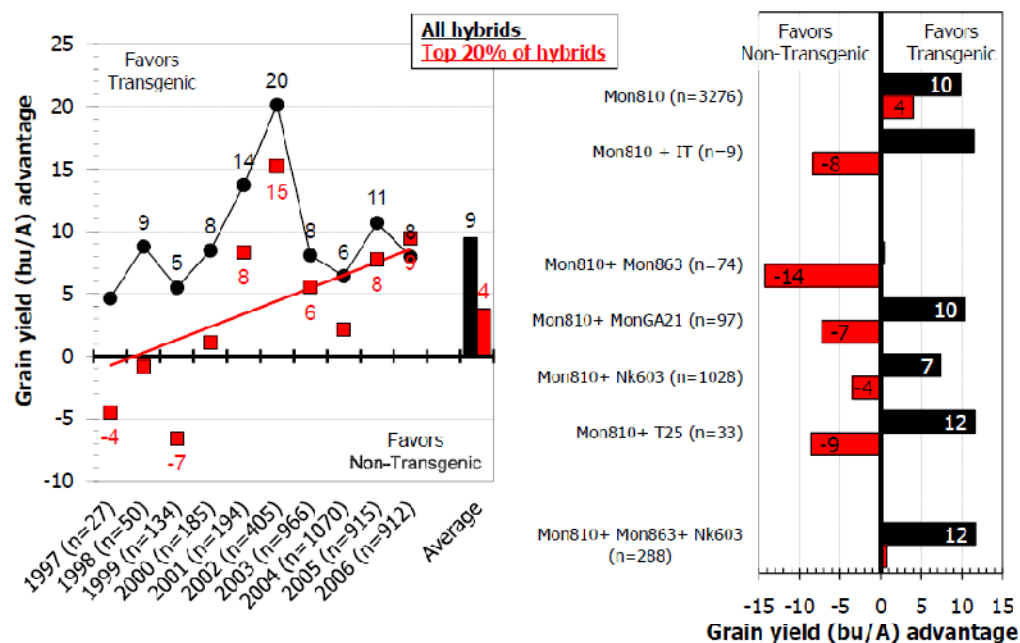 All hybrids
Top 20% of hybrids
Grain yield (bu/A) advantage
25
20
15
10
5
0
-5
-10
Favors
Transgenic
Favors
Non-Transgenic
9
5
8
14
20
8
6
11
8
9
-4
-7
8
15
6
8
9
4
1997 (n=27)
1998 (n=50)
1999 (n=134)
2000 (n=185)
2001 (n=194)
2002 (n=405)
2003 (n=966)
2004 (n=1070)
2005 (n=915)
2006 (n=912)
Average
Favors
Non-Transgenic
Favors
Transgenic
Mon810 (n=3276)
10
4
Mon810 + IT (n=9)
-8
Mon810+ Mon863 (n=74)
-14
Mon810+ MonGA21 (n=97)
10
-7
Mon810+ Nk603 (n=1028)
7
-4
Mon810+ T25 (n=33)
12
-9
Mon810+ Mon863+ Nk603
(n=288)
12
-15 -10 -5 0 5 10 15
Grain yield (bu/A) advantage